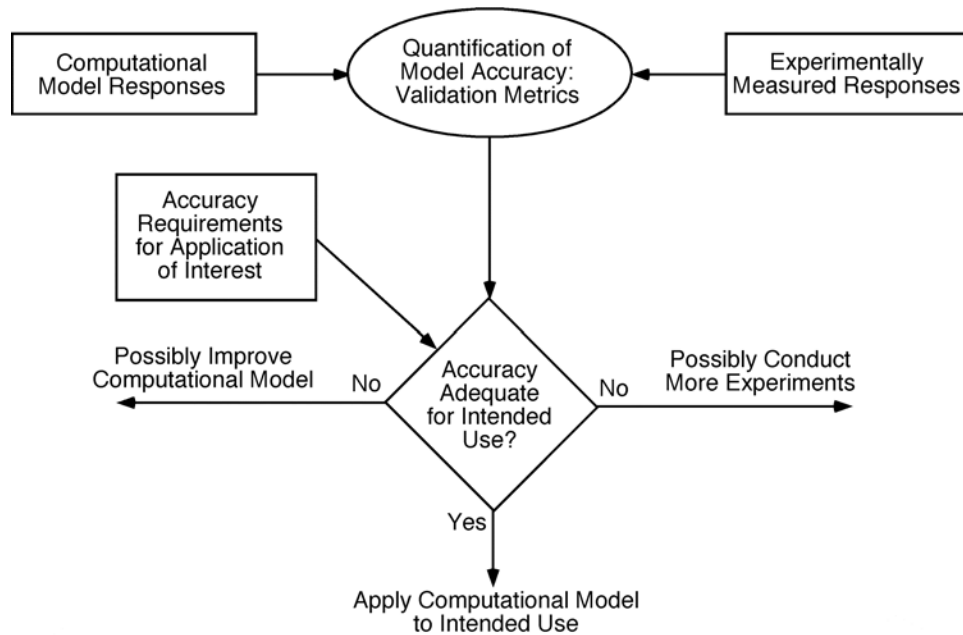 Computational
Model Responses
Quantification of
Model Accuracy:
Validation Metrics
Experimentally
Measured Responses
Accuracy
Requirements
for Application
of Interest
Possibly Improve
Computational Model
No
Accuracy
Adequate
for Intended
Use?
No
Possibly Conduct
More Experiments
Yes
Apply Computational Model
to Intended Use